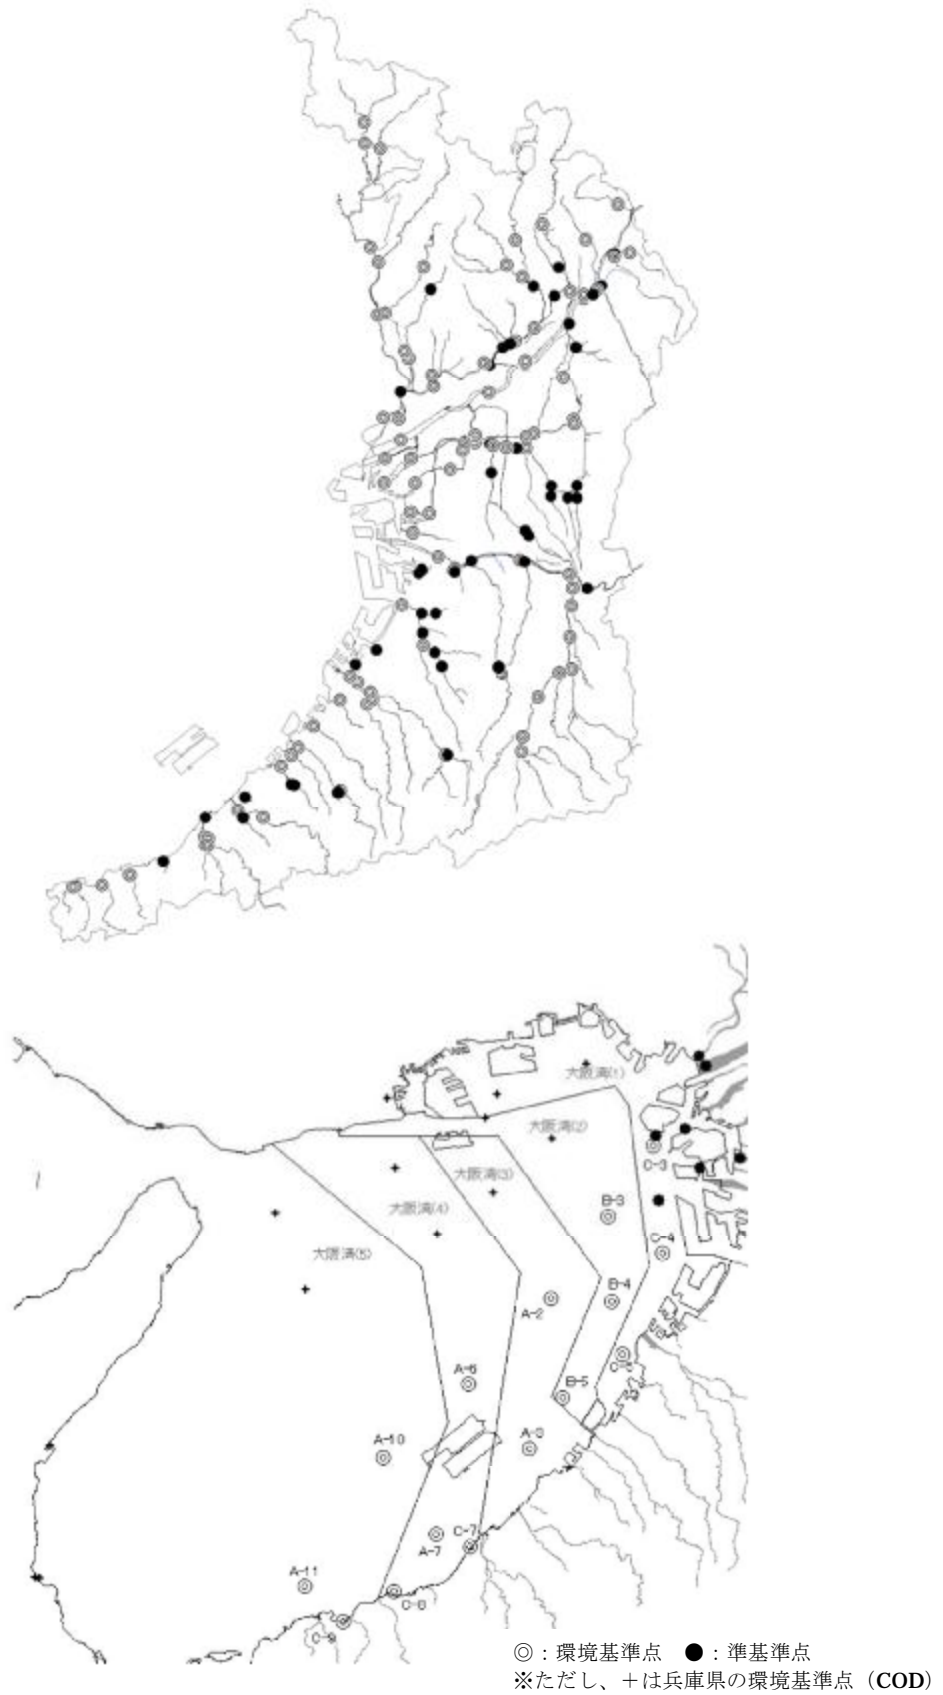 大阪湾(1)
大阪湾(2)
C-3
大阪湾(3)
B-3
大阪湾(4)
C-4
大阪湾(5)
B-4
A-2
C-5
A-6
B-5
A-3
A-10
C-7
A-7
A-11
C-8
C-9
◎：環境基準点　●：準基準点
※ただし、＋は兵庫県の環境基準点（COD）